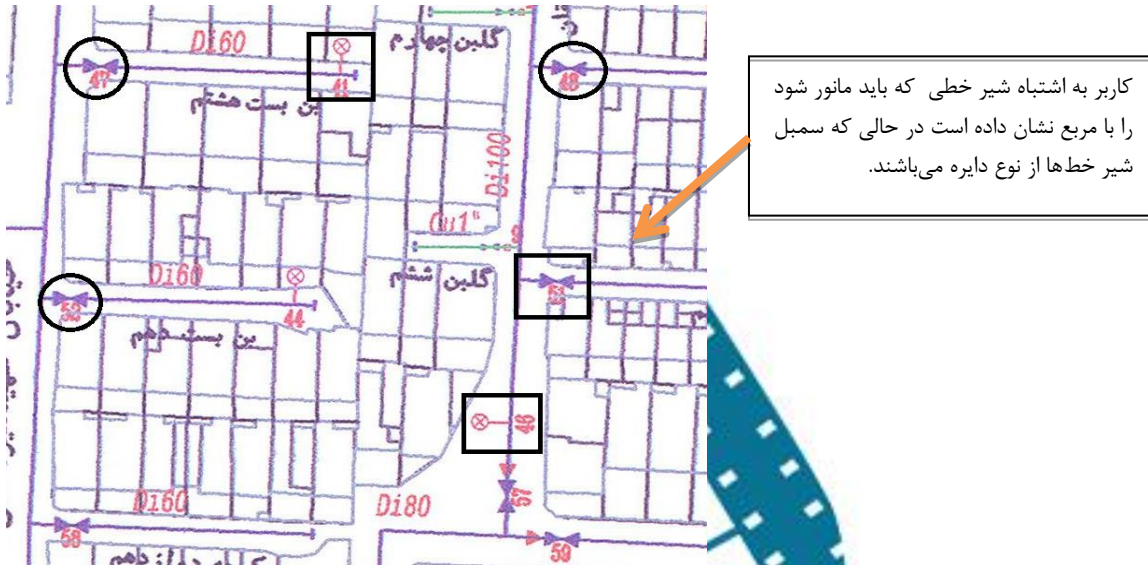 Di60
گلبن چهارم
47
41
48
بن بست هشتم
Di100
Cu1"
9
Di60
گلبن ششم
52
44
51
بن بست دهم
46
Di60
Di80
57
58
59
کاربر به اشتباه شیر خطی که باید مانور شود
را با مربع نشان داده است در حالی که سمبل
شیر خط‌ها از نوع دایره می‌باشند.